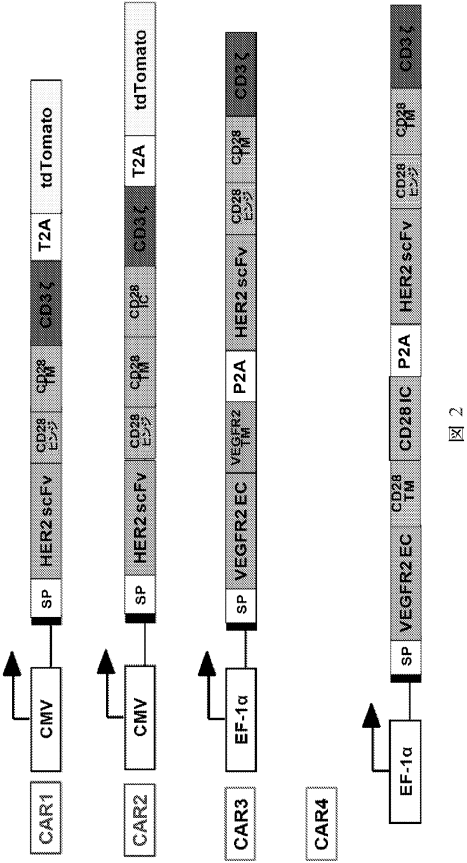 CAR1
CMV
SP
HER2 scFv
CD28
ヒンジ
CD28
TM
CD3ζ
T2A
tdTomato
CAR2
CMV
SP
HER2 scFv
CD28
ヒンジ
CD28
TM
CD28
IC
CD3ζ
T2A
tdTomato
CAR3
EF-1α
SP
VEGFR2 EC
VEGFR2
TM
P2A
HER2 scFv
CD28
ヒンジ
CD28
TM
CD3ζ
CAR4
EF-1α
SP
VEGFR2 EC
CD28
TM
CD28 IC
P2A
HER2 scFv
CD28
ヒンジ
CD28
TM
CD3ζ
図 2